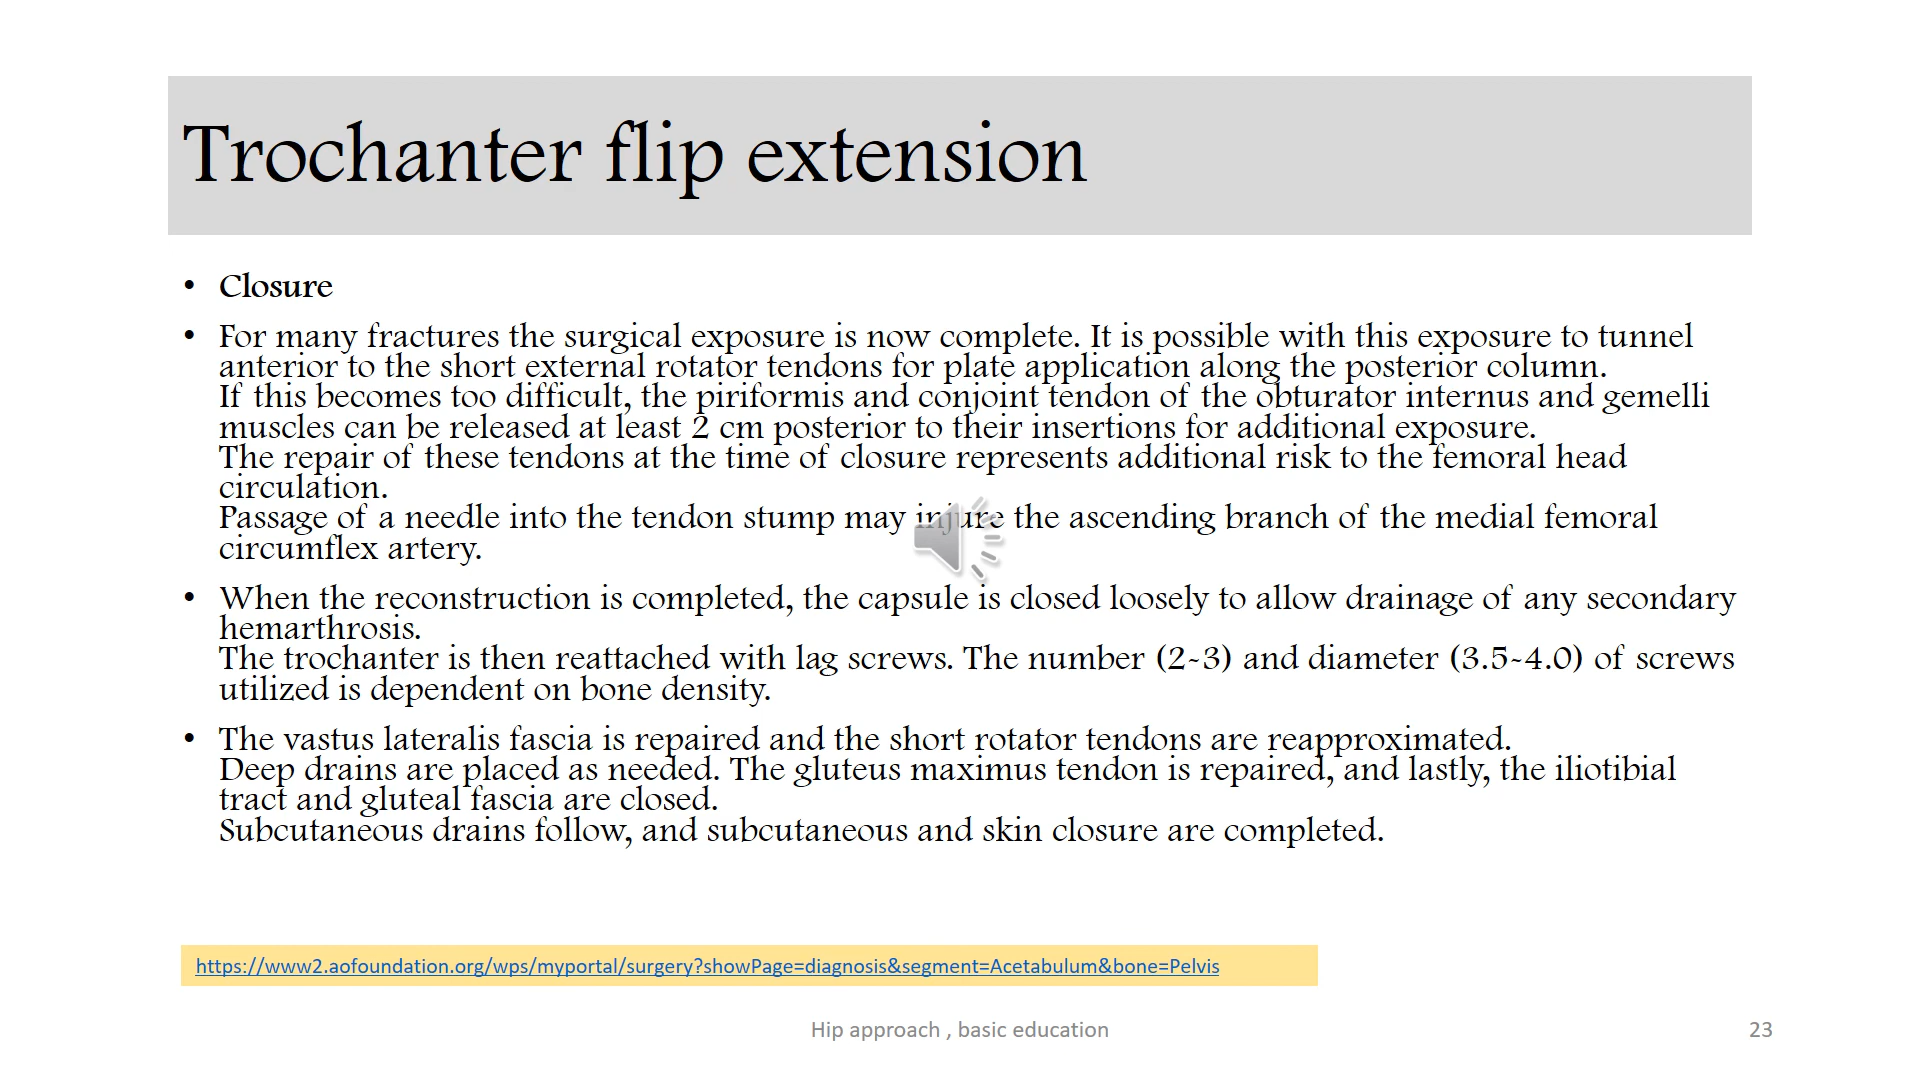 Trochanter flip extension
• Closure
• For many fractures the surgical exposure is now complete. It is possible with this exposure to tunnel
anterior to the short external rotator tendons for plate application along the posterior column.
If this becomes too difficult, the piriformis and conjoint tendon of the obturator internus and gemelli
muscles can be released at least 2 cm posterior to their insertions for additional exposure.
The repair of these tendons at the time of closure represents additional risk to the femoral head
circulation.
Passage of a needle into the tendon stump may injure the ascending branch of the medial femoral
circumflex artery.
• When the reconstruction is completed, the capsule is closed loosely to allow drainage of any secondary
hemarthrosis.
The trochanter is then reattached with lag screws. The number (2-3) and diameter (3.5-4.0) of screws
utilized is dependent on bone density.
• The vastus lateralis fascia is repaired and the short rotator tendons are reapproximated.
Deep drains are placed as needed. The gluteus maximus tendon is repaired, and lastly, the iliotibial
tract and gluteal fascia are closed.
Subcutaneous drains follow, and subcutaneous and skin closure are completed.
https://www2.aofoundation.org/wps/myportal/surgery?showPage=diagnosis&segment=Acetabulum&bone=Pelvis
Hip approach , basic education
23